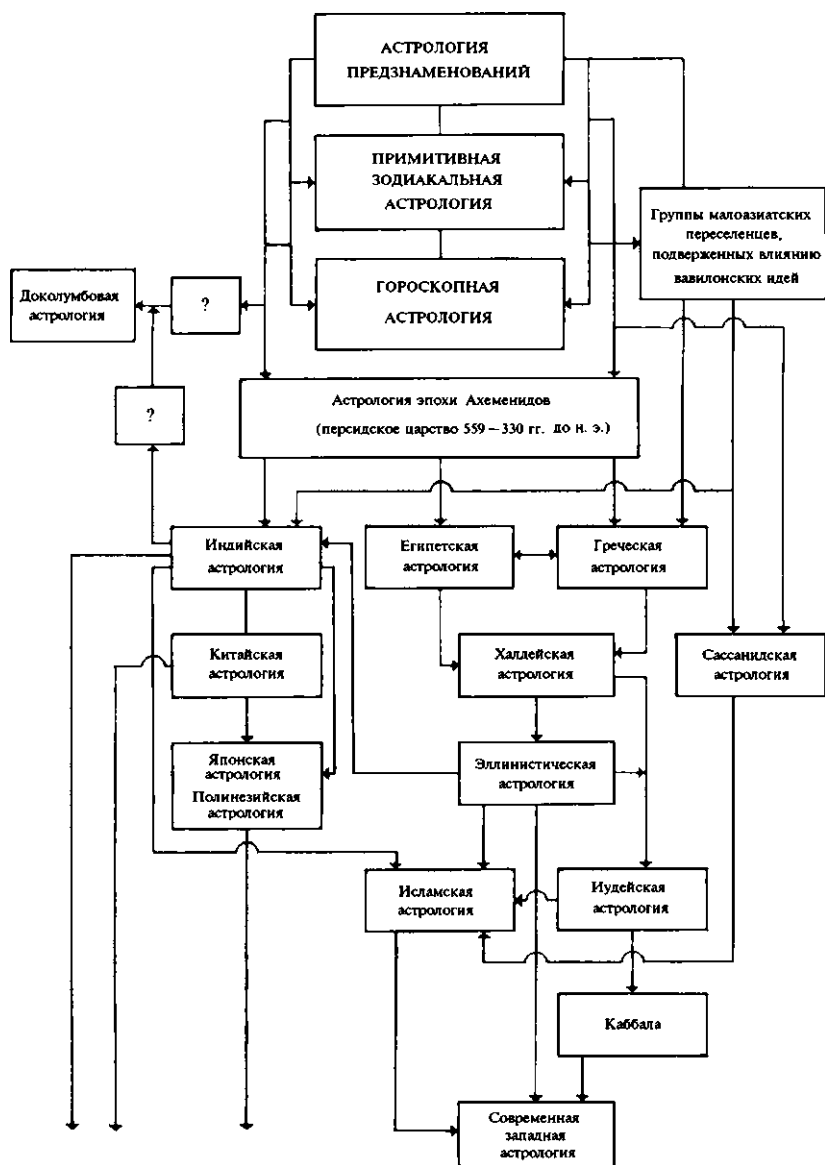 АСТРОЛОГИЯ
ПРЕДЗНАМЕНОВАНИЙ
ПРИМИТИВНАЯ
ЗОДИАКАЛЬНАЯ
АСТРОЛОГИЯ
Группы малоазиатских
переселенцев,
подверженных влиянию
вавилонских идей
ГОРОСКОПНАЯ
АСТРОЛОГИЯ
Доколумбовая
астрология
?
?
Астрология эпохи Ахеменидов
(персидское царство 559 – 330 гг. до н. э.)
Индийская
астрология
Египетская
астрология
Греческая
астрология
Китайская
астрология
Халдейская
астрология
Сассанидская
астрология
Японская
астрология
Полинезийская
астрология
Эллинистическая
астрология
Исламская
астрология
Иудейская
астрология
Каббала
Современная
западная
астрология